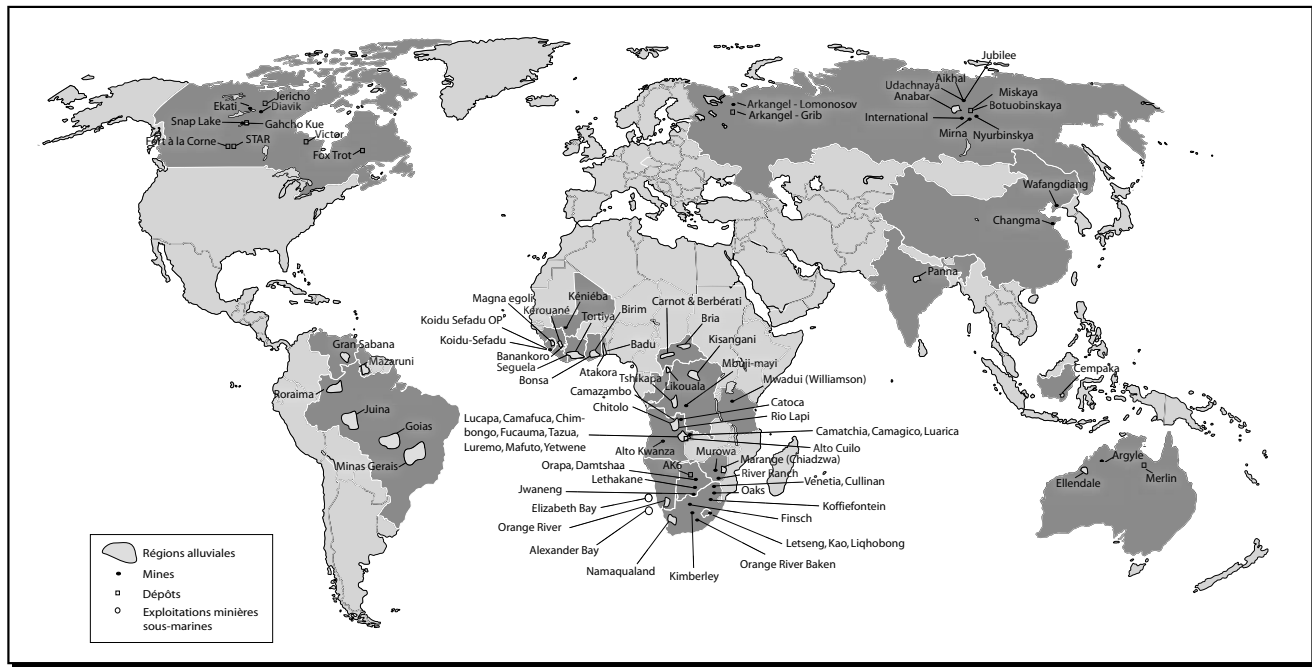 Jubilee
Aikhal
Udachnaya
Anabar
Miskaya
Botuobinskaya
International
Mirna
Nyurbinskya
Arkangel - Lomonosov
Arkangel - Grib
Jericho
Ekati
Diavik
Snap Lake
Gahcho Kue
Fort à la Corne
STAR
Victor
Fox Trot
Wafangdiang
Changma
Panna
Cempaka
Argyle
Ellendale
Merlin
Gran Sabana
Mazaruni
Roraima
Juina
Goias
Minas Gerais
Magna egoli
Kéniéba
Kérouané
Koidu Sefadu OP
Tortiya
Birim
Koidu-Sefadu
Banankoro
Seguela
Bonsa
Badu
Atakora
Carnot & Berbérati
Bria
Kisangani
Mbuji-mayi
Tshikapa
Likouala
Mwadui (Williamson)
Camazambo
Chitolo
Catoca
Rio Lapi
Lucapa, Camafuca, Chim-
bongo, Fucauma, Tazua,
Luremo, Mafuto, Yetwene
Camatchia, Camagico, Luarica
Alto Cuilo
Alto Kwanza
Murowa
Marange (Chiadzwa)
Orapa, Damtshaa
AK6
River Ranch
Lethakane
Venetia, Cullinan
Jwaneng
Oaks
Elizabeth Bay
Koffiefontein
Orange River
Finsch
Alexander Bay
Letseng, Kao, Liqhobong
Namaqualand
Orange River Baken
Kimberley
Régions alluviales
Mines
Dépôts
Exploitations minières
sous-marines